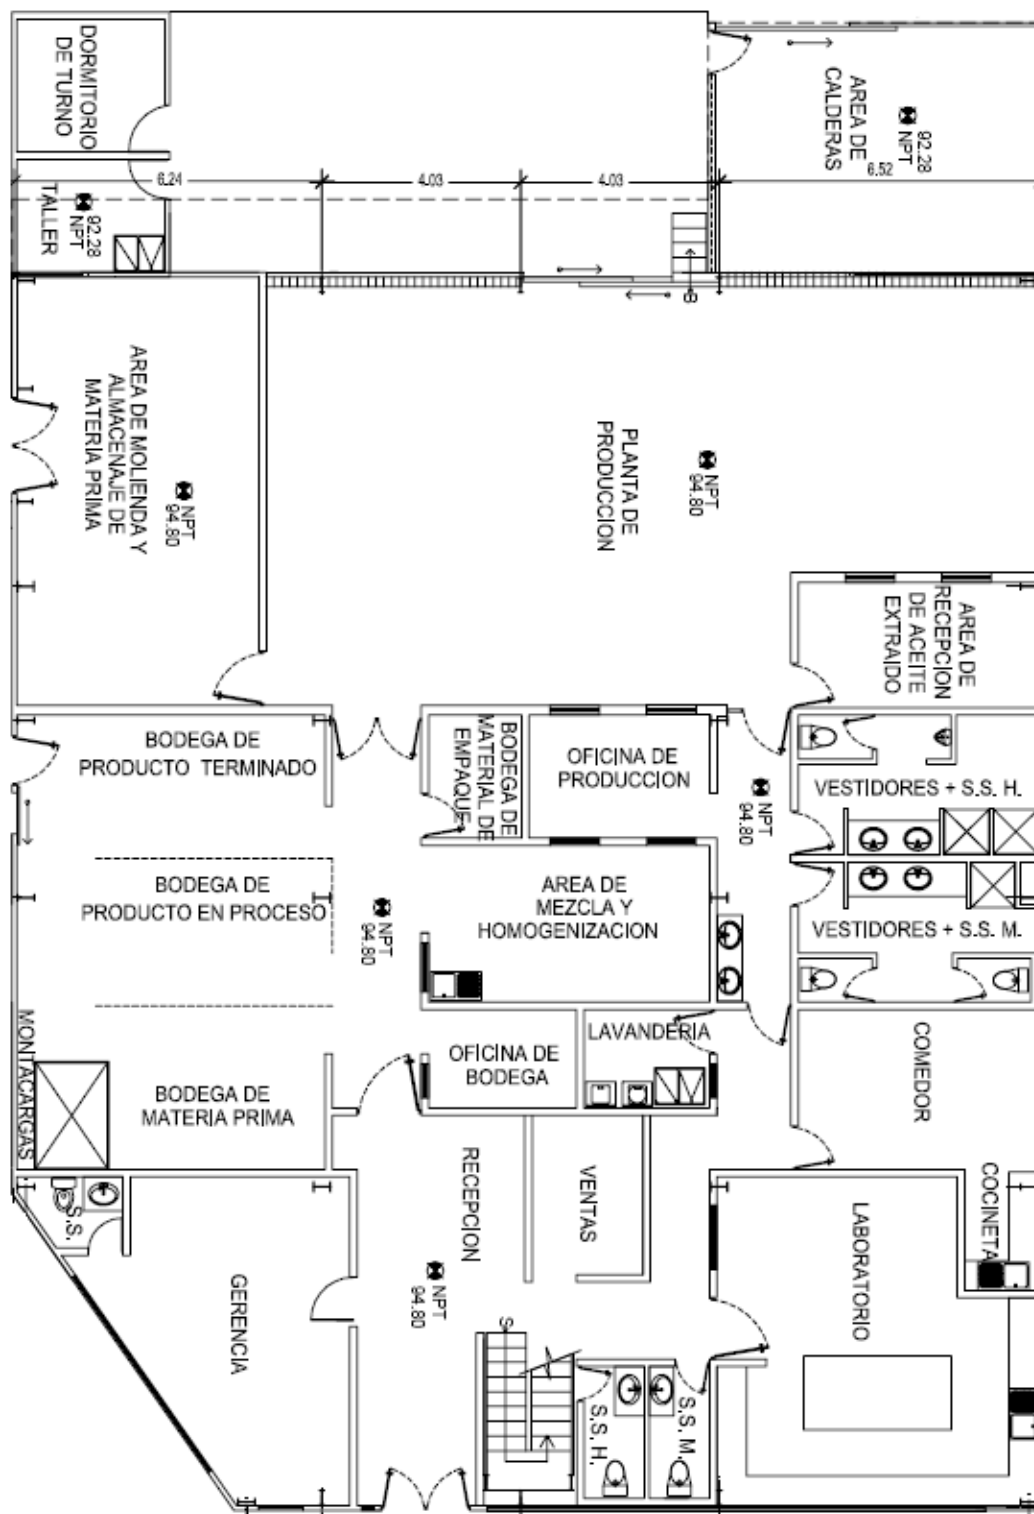 DORMITORIO
DE TURNO
AREA DE
CALDERAS
92.28
NPT
6.24
4.03
4.03
6.52
TALLER
92.28
NPT
B
AREA DE MOLIENDA Y
ALMACENAJE DE
MATERIA PRIMA
NPT
94.80
PLANTA DE
PRODUCCION
NPT
94.80
AREA DE
RECEPCION
DE ACEITE
EXTRAIDO
BODEGA DE
PRODUCTO TERMINADO
BODEGA DE
MATERIAL DE
EMPAQUE
OFICINA DE
PRODUCCION
NPT
94.80
VESTIDORES + S.S. H.
BODEGA DE
PRODUCTO EN PROCESO
NPT
94.80
AREA DE
MEZCLA Y
HOMOGENIZACION
VESTIDORES + S.S. M.
MONTACARGAS
BODEGA DE
MATERIA PRIMA
OFICINA DE
BODEGA
LAVANDERIA
COMEDOR
S.S.
RECEPCION
VENTAS
COCINETA
GERENCIA
NPT
94.80
LABORATORIO
S
S.S. H.
S.S. M.